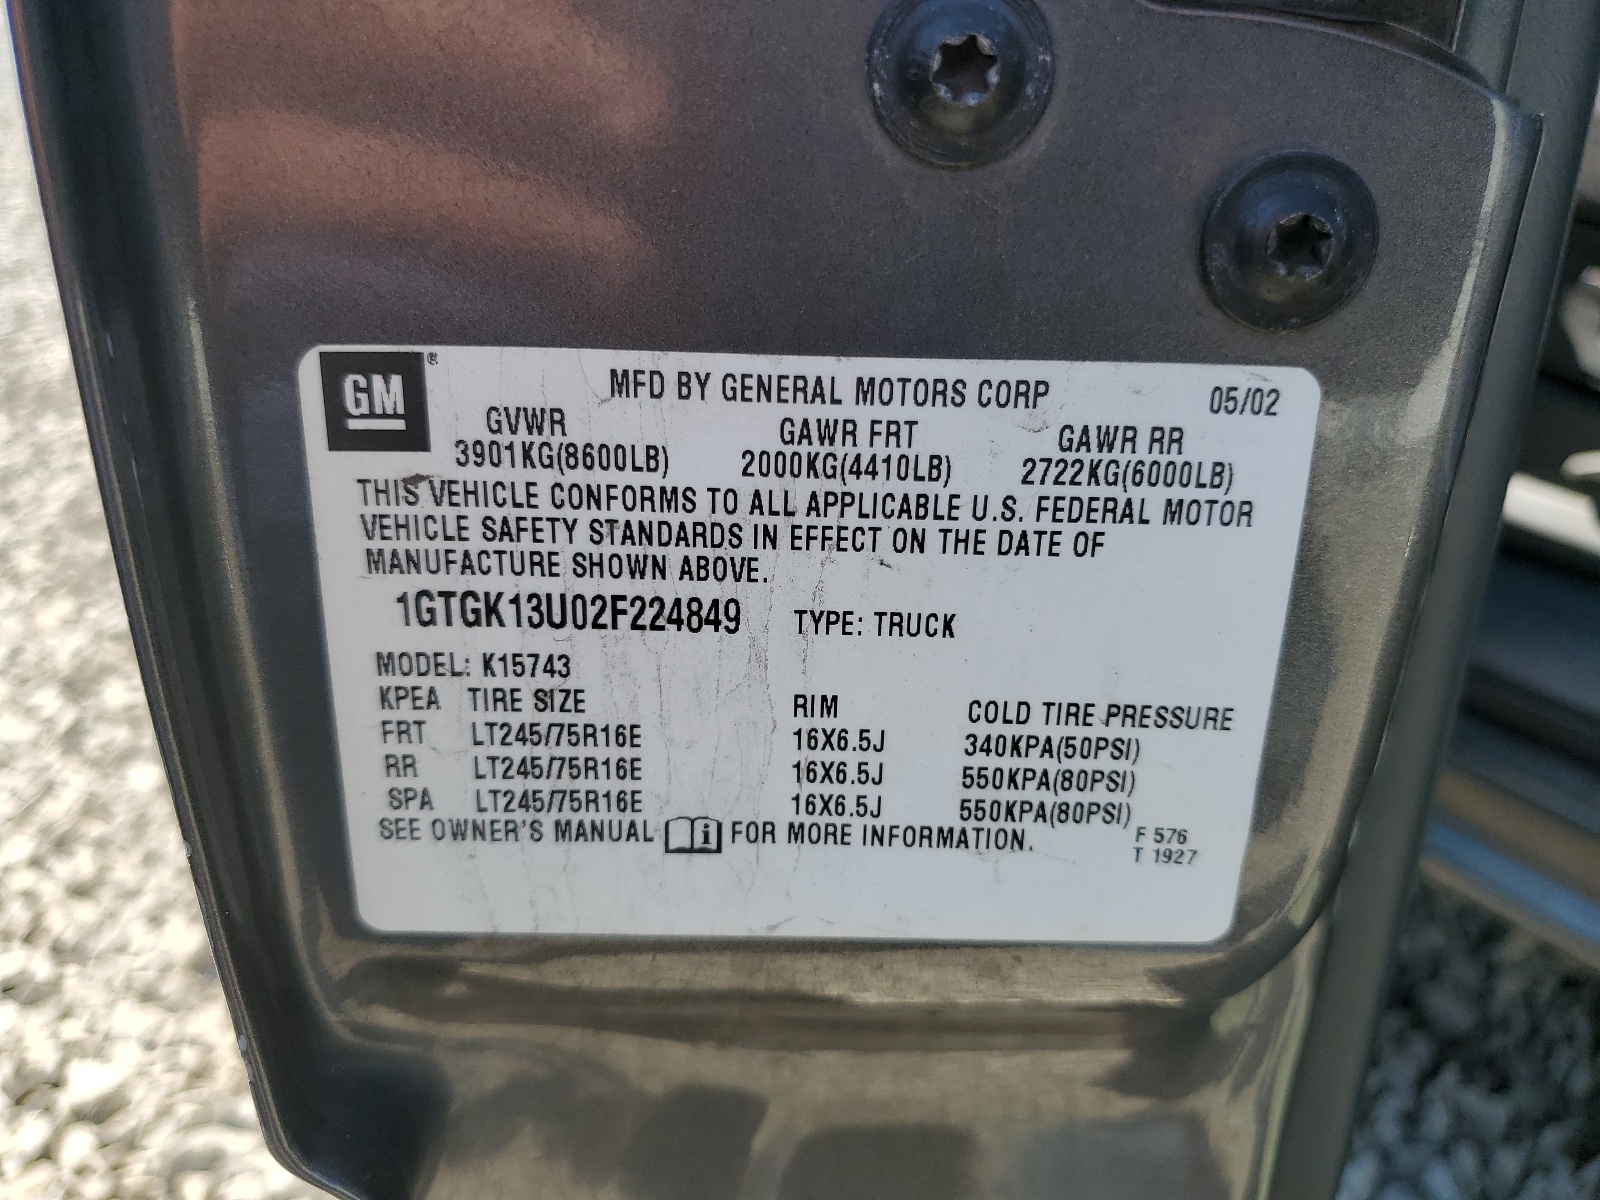 GM ® MFD BY GENERAL MOTORS CORP 05/02
GVWR GAWR FRT GAWR RR
3901KG(8600LB) 2000KG(4410LB) 2722KG(6000LB)
THIS VEHICLE CONFORMS TO ALL APPLICABLE U.S. FEDERAL MOTOR
VEHICLE SAFETY STANDARDS IN EFFECT ON THE DATE OF
MANUFACTURE SHOWN ABOVE.
1GTGK13U02F224849 TYPE: TRUCK
MODEL: K15743
KPEA TIRE SIZE RIM COLD TIRE PRESSURE
FRT LT245/75R16E 16X6.5J 340KPA(50PSI)
RR LT245/75R16E 16X6.5J 550KPA(80PSI)
SPA LT245/75R16E 16X6.5J 550KPA(80PSI)
SEE OWNER'S MANUAL i FOR MORE INFORMATION. F 576
T 1927